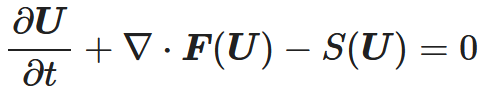 ∂𝑼/∂t + ∇ · 𝑭(𝑼) − S(𝑼) = 0